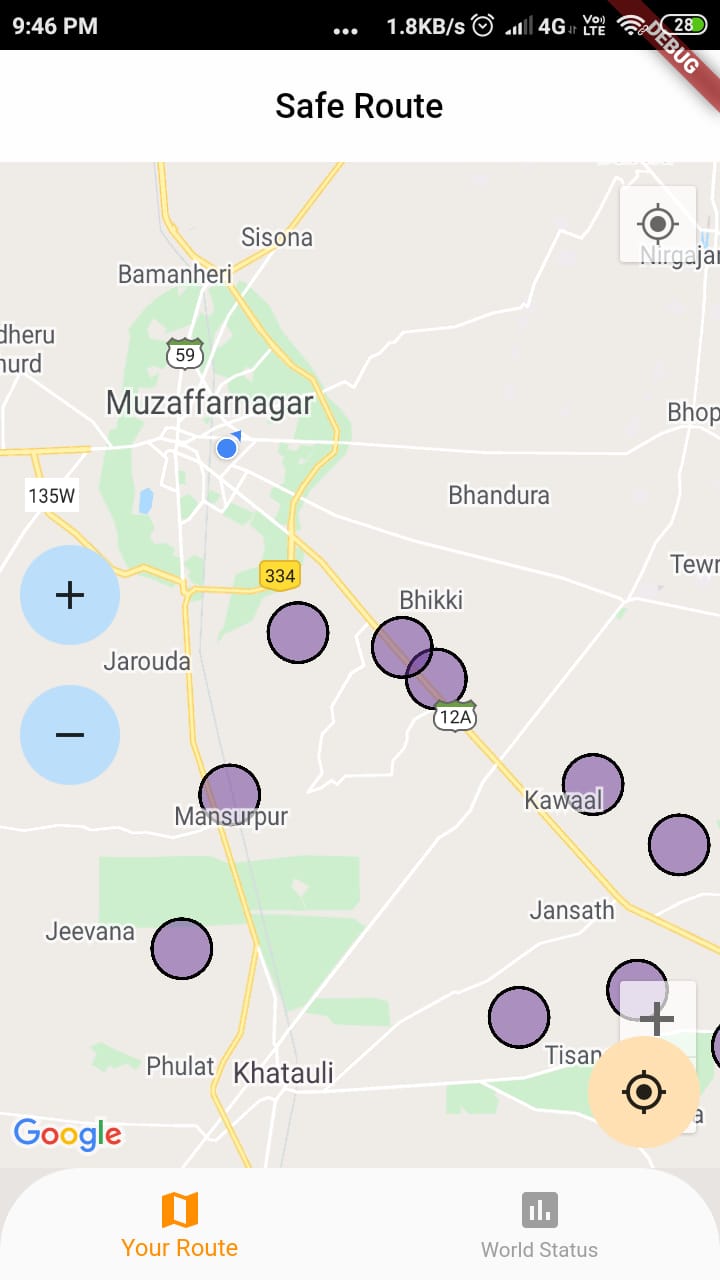 9:46 PM ... 1.8KB/s 4G Vo) LTE 28
DEBUG
Safe Route
Sisona
Nirgajar
Bamanheri
dheru
hurd
59
Muzaffarnagar
Bhop
135W
Bhandura
Tewr
334
Bhikki
Jarouda
12A
Kawaal
Mansurpur
Jansath
Jeevana
Tisan
Phulat
Khatauli
a
Google
Your Route
World Status